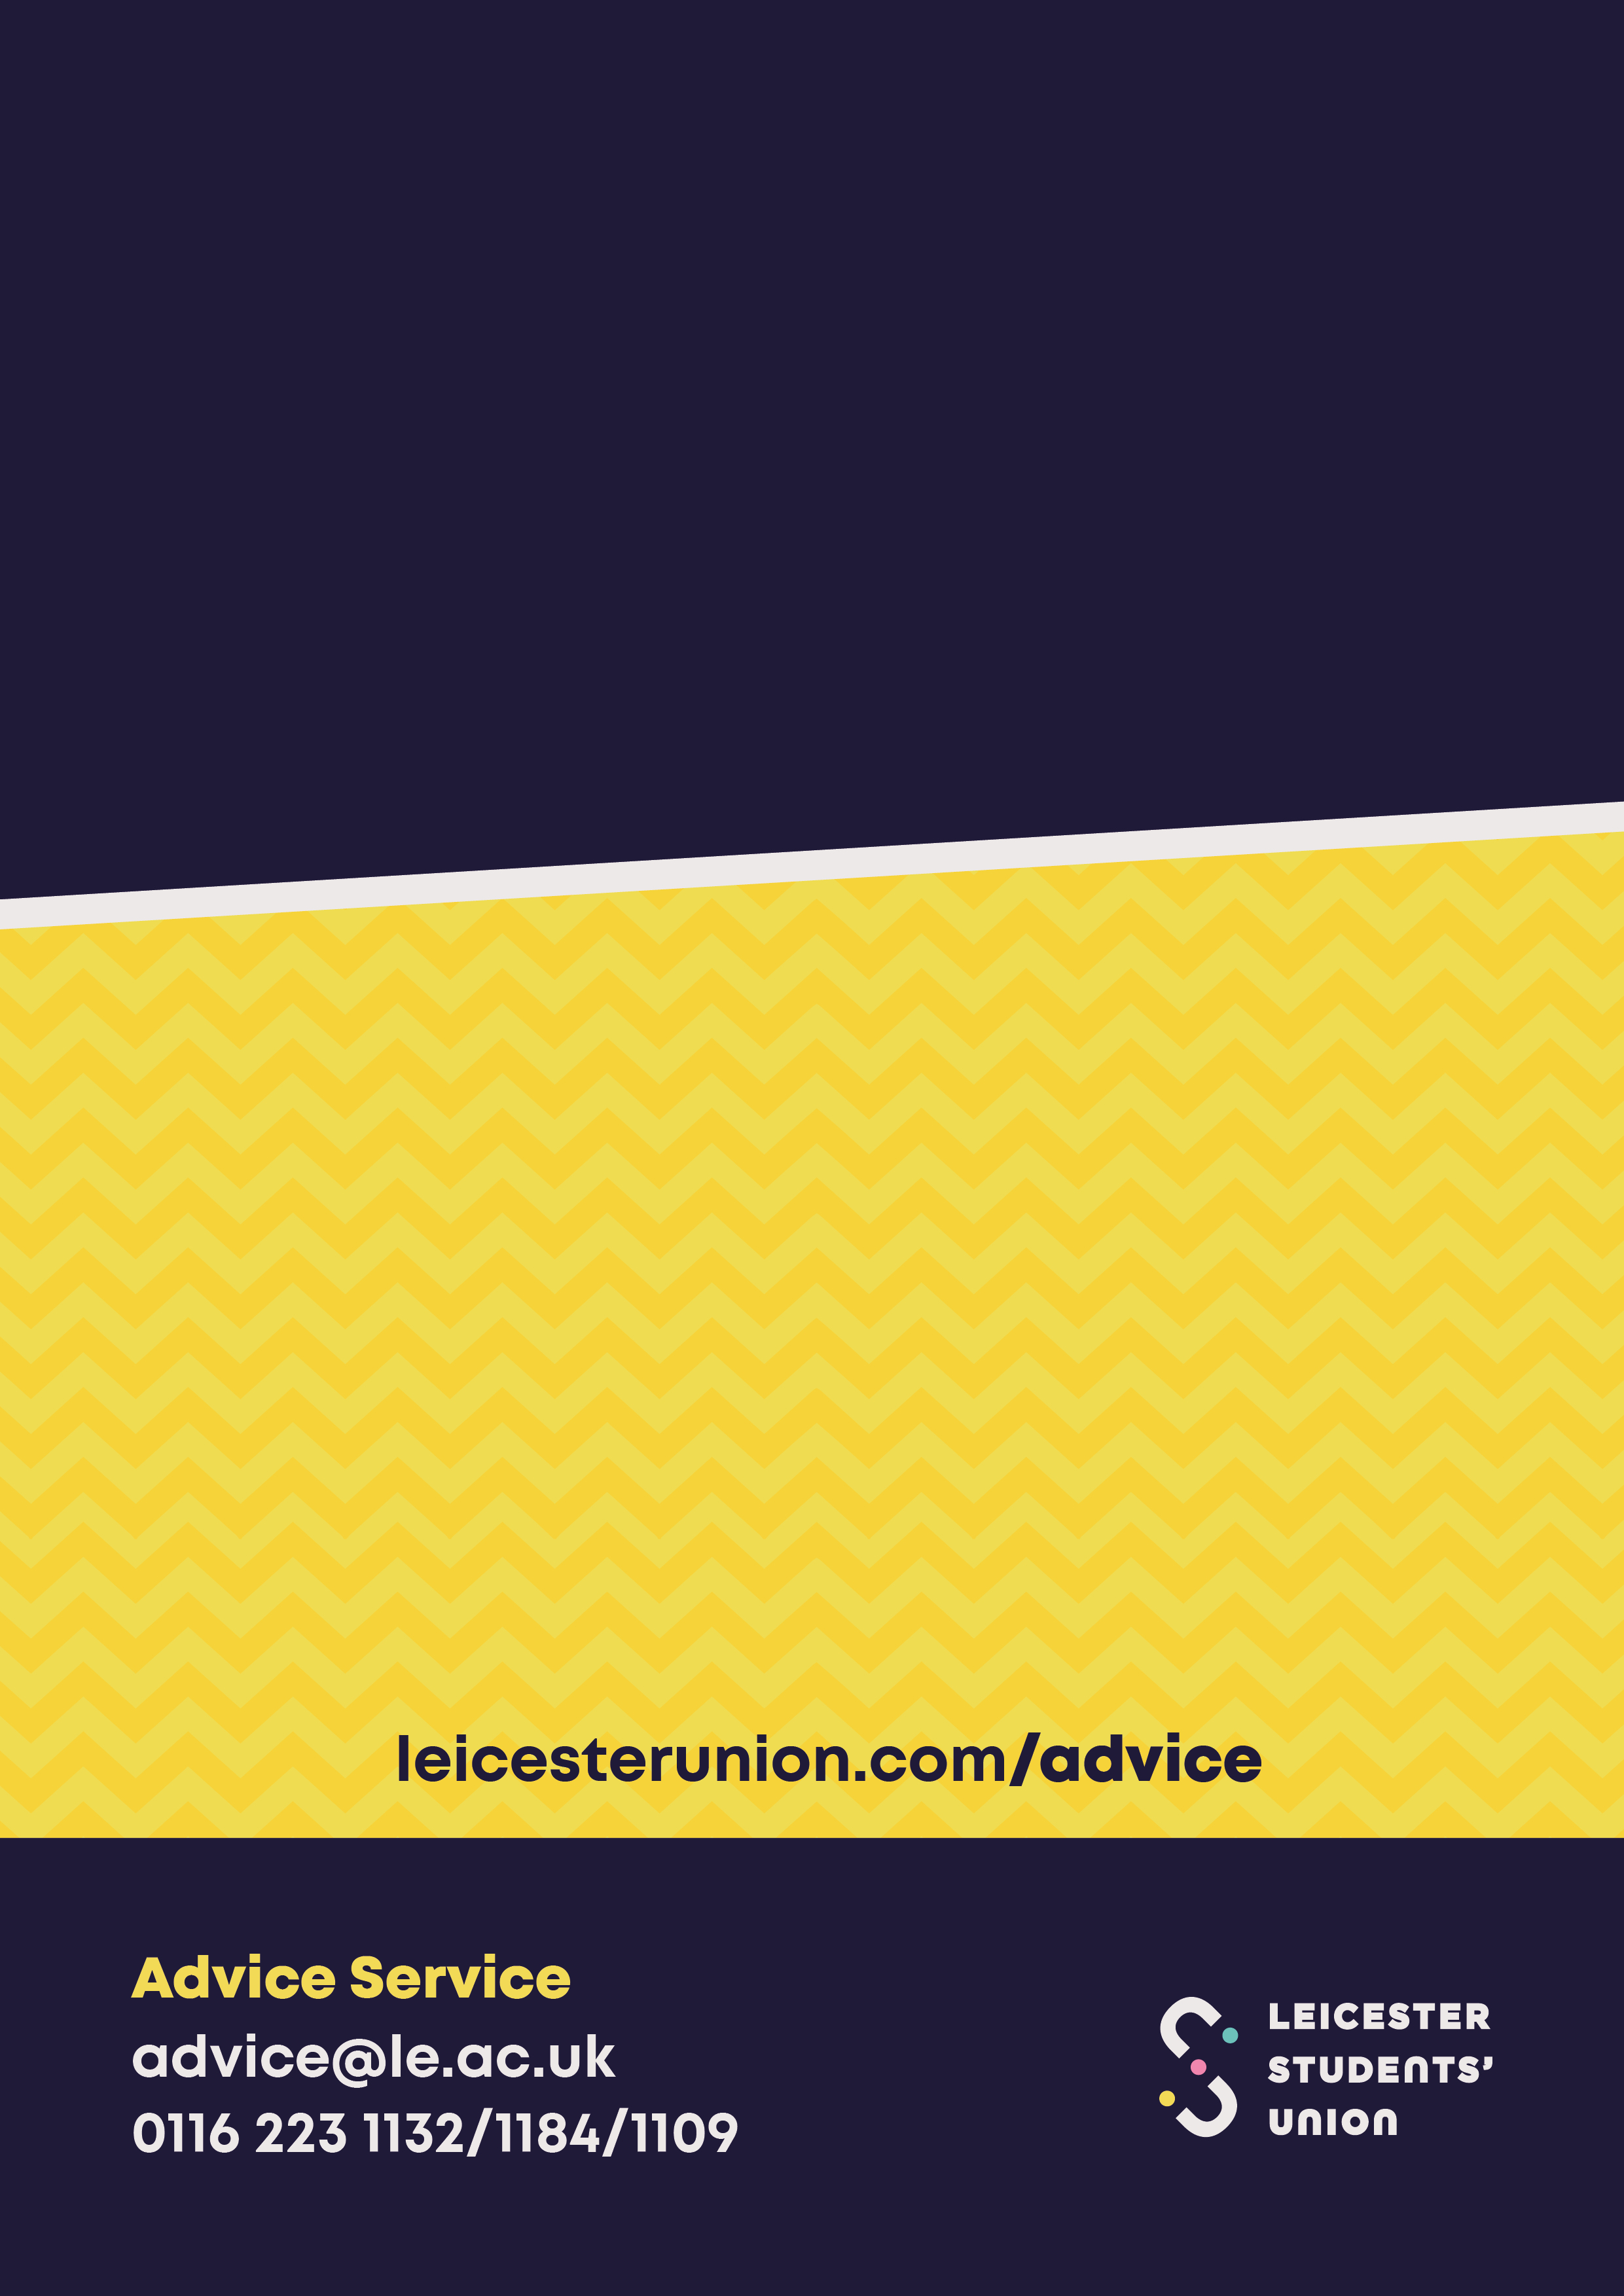 leicesterunion.com/advice
Advice Service
advice@le.ac.uk
0116 223 1132/1184/1109
LEICESTER
STUDENTS’
UNION